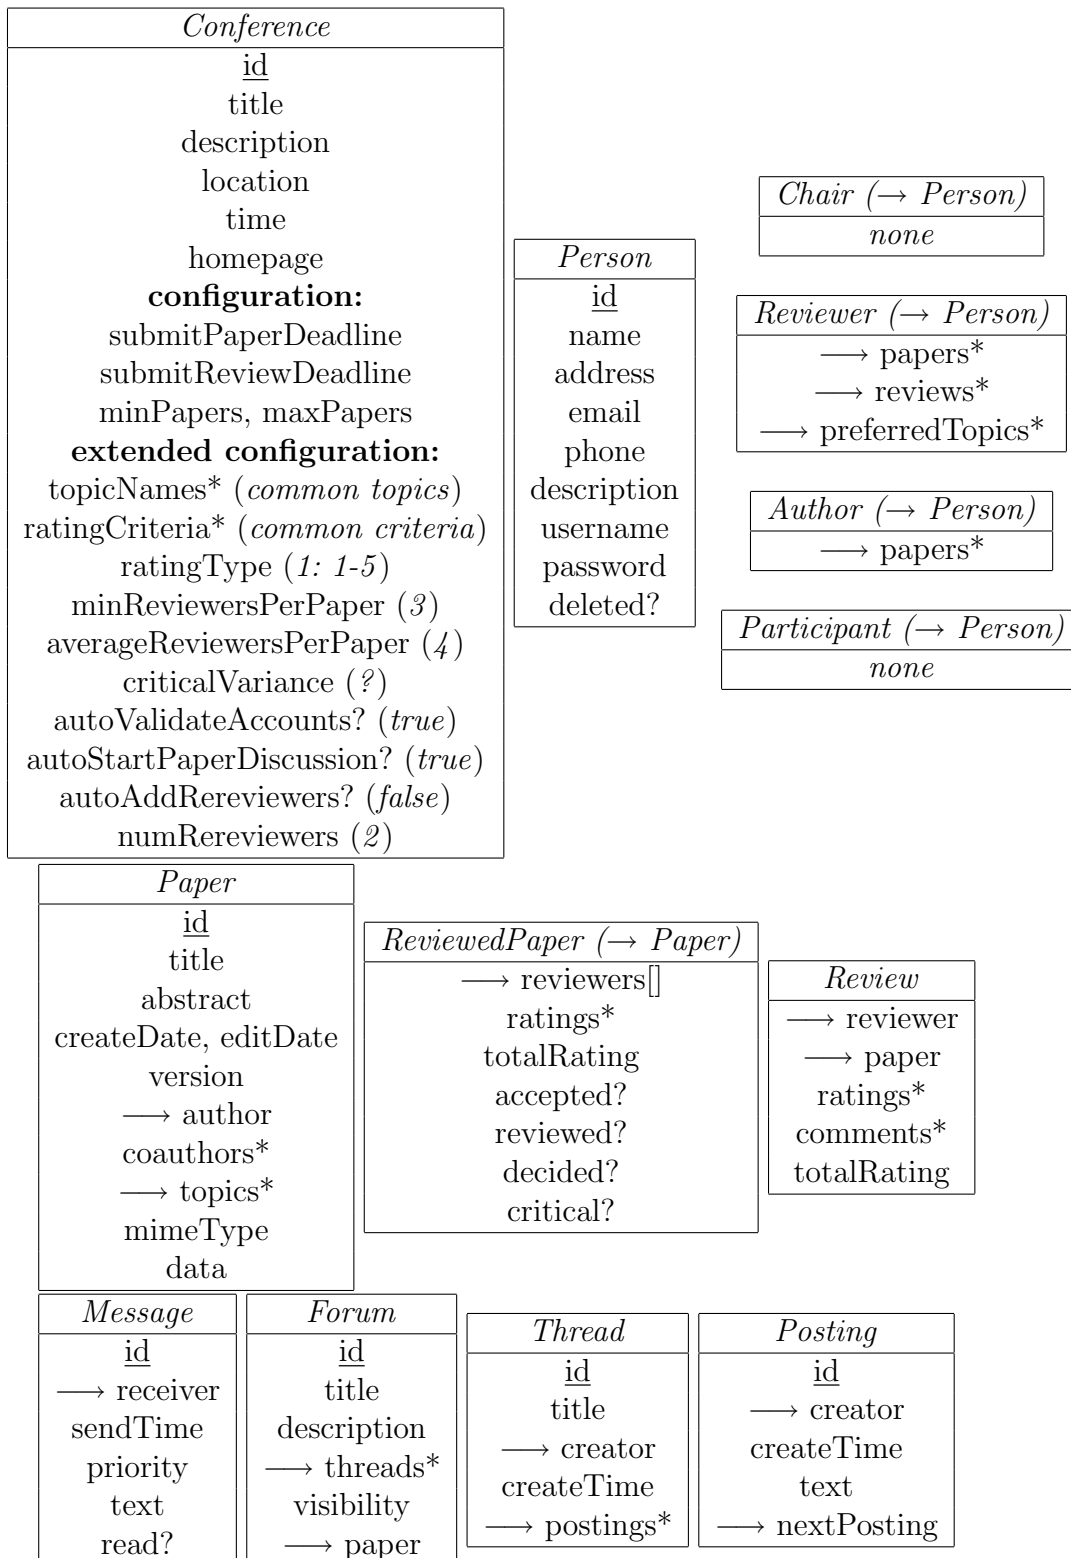 Conference
id
title
description
location
time
homepage
configuration:
submitPaperDeadline
submitReviewDeadline
minPapers, maxPapers
extended configuration:
topicNames* (common topics)
ratingCriteria* (common criteria)
ratingType (1: 1-5)
minReviewersPerPaper (3)
averageReviewersPerPaper (4)
criticalVariance (?)
autoValidateAccounts? (true)
autoStartPaperDiscussion? (true)
autoAddRereviewers? (false)
numRereviewers (2)
Person
id
name
address
email
phone
description
username
password
deleted?
Chair (→ Person)
none
Reviewer (→ Person)
⟶ papers*
⟶ reviews*
⟶ preferredTopics*
Author (→ Person)
⟶ papers*
Participant (→ Person)
none
Paper
id
title
abstract
createDate, editDate
version
⟶ author
coauthors*
⟶ topics*
mimeType
data
ReviewedPaper (→ Paper)
⟶ reviewers[]
ratings*
totalRating
accepted?
reviewed?
decided?
critical?
Review
⟶ reviewer
⟶ paper
ratings*
comments*
totalRating
Message
id
⟶ receiver
sendTime
priority
text
read?
Forum
id
title
description
⟶ threads*
visibility
⟶ paper
Thread
id
title
⟶ creator
createTime
⟶ postings*
Posting
id
⟶ creator
createTime
text
⟶ nextPosting